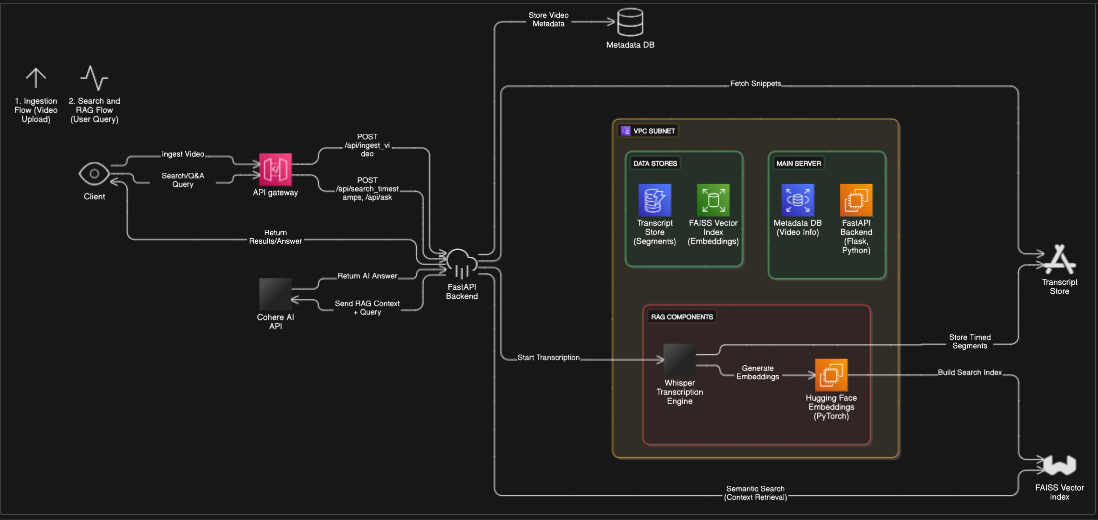 Store Video
Metadata
Metadata DB
1. Ingestion
Flow (Video
Upload)
2. Search and
RAG Flow
(User Query)
Fetch Snippets
VPC SUBNET
DATA STORES
Transcript
Store
(Segments)
FAISS Vector
Index
(Embeddings)
MAIN SERVER
Metadata DB
(Video Info)
FastAPI
Backend
(Flask,
Python)
Client
Ingest Video
Search/Q&A
Query
API gateway
POST
/api/ingest_vi
deo
POST
/api/search_timest
amps, /api/ask
Return
Results/Answer
FastAPI
Backend
Return AI Answer
Send RAG Context
+ Query
Cohere AI
API
Transcript
Store
RAG COMPONENTS
Start Transcription
Whisper
Transcription
Engine
Generate
Embeddings
Hugging Face
Embeddings
(PyTorch)
Store Timed
Segments
Build Search Index
Semantic Search
(Context Retrieval)
FAISS Vector
Index